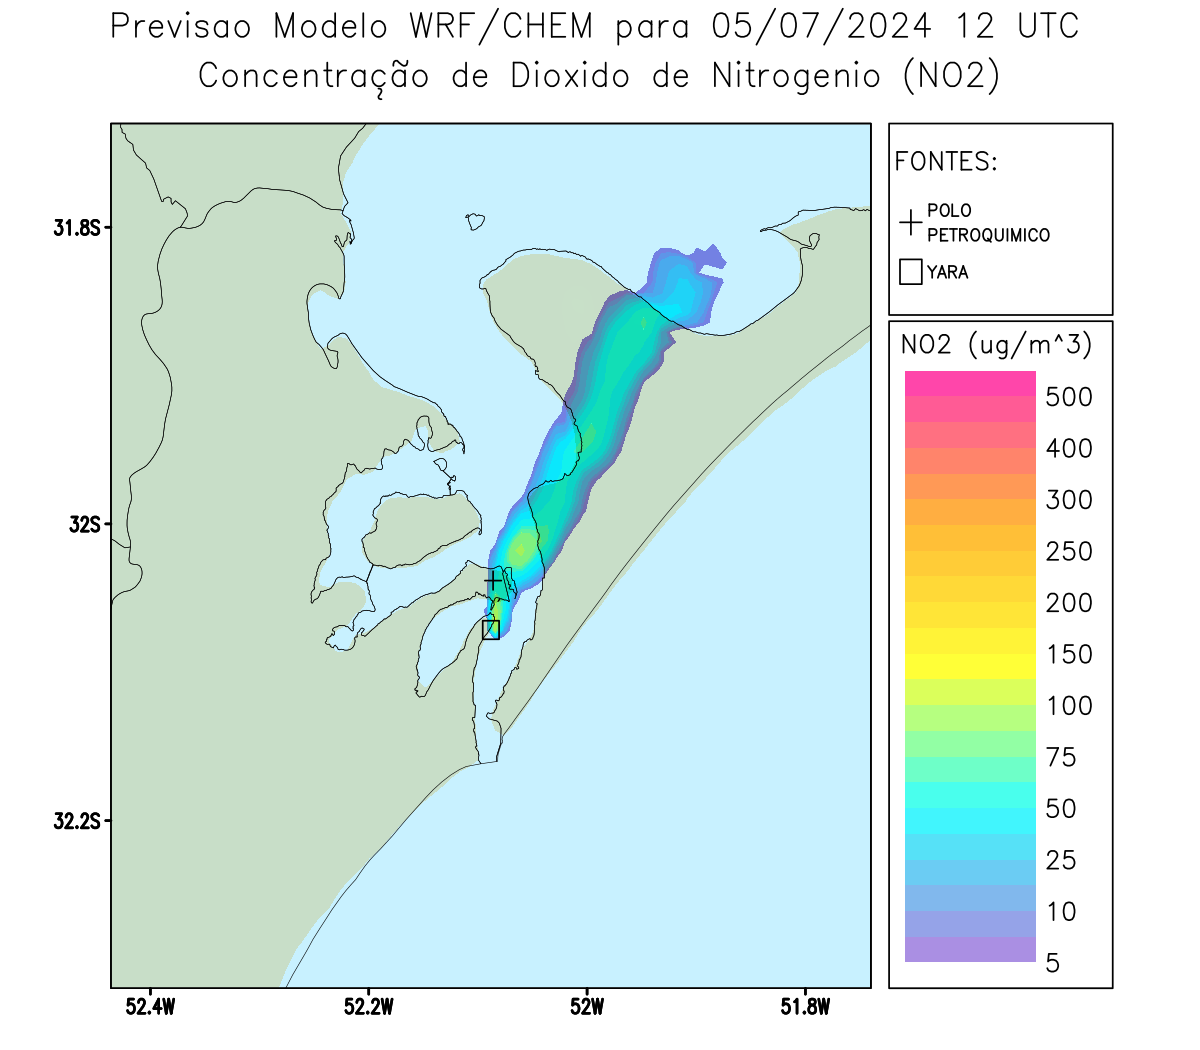 Previsao Modelo WRF/CHEM para 05/07/2024 12 UTC
Concentração de Dioxido de Nitrogenio (NO2)
FONTES:
POLO
PETROQUIMICO
YARA
NO2 (ug/m^3)
500
400
300
250
200
150
100
75
50
25
10
5
31.8S
32S
32.2S
52.4W
52.2W
52W
51.8W